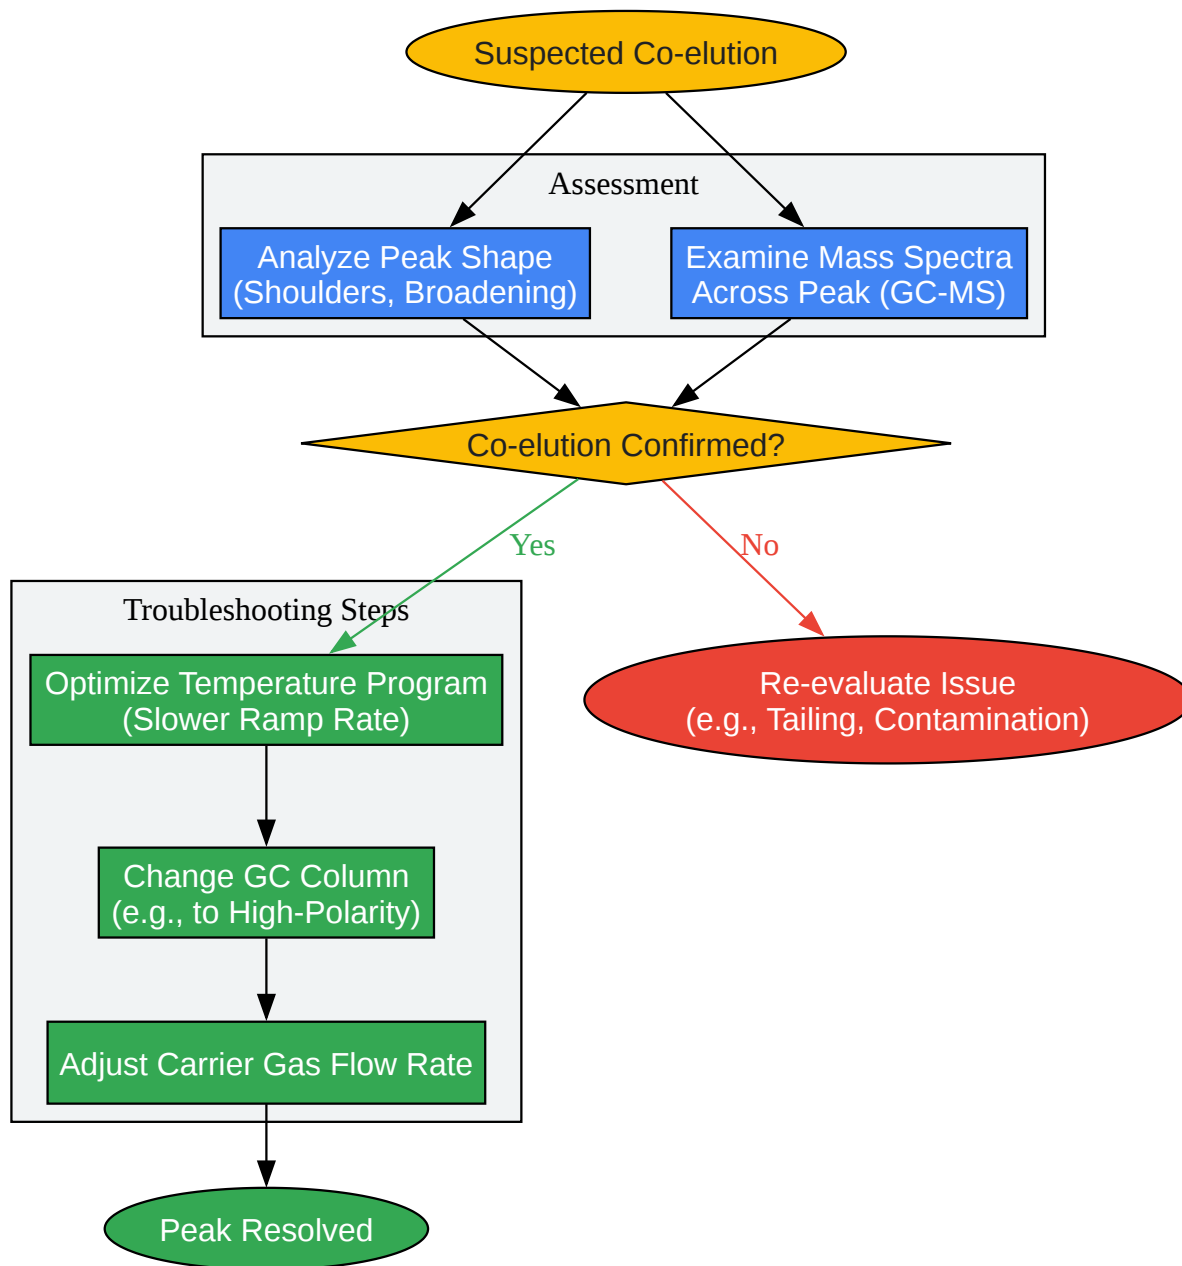 Suspected Co-elution
Assessment
Analyze Peak Shape
(Shoulders, Broadening)
Examine Mass Spectra
Across Peak (GC-MS)
Co-elution Confirmed?
Yes
No
Troubleshooting Steps
Optimize Temperature Program
(Slower Ramp Rate)
Re-evaluate Issue
(e.g., Tailing, Contamination)
Change GC Column
(e.g., to High-Polarity)
Adjust Carrier Gas Flow Rate
Peak Resolved